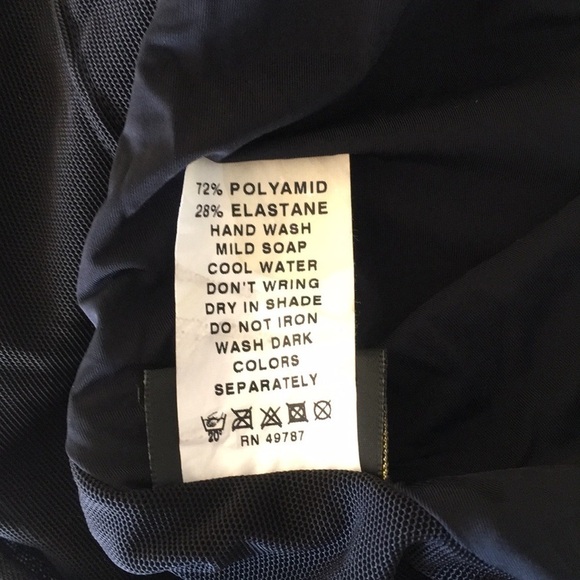 72% POLYAMID
28% ELASTANE
HAND WASH
MILD SOAP
COOL WATER
DON'T WRING
DRY IN SHADE
DO NOT IRON
WASH DARK
COLORS
SEPARATELY
20°
RN 49787